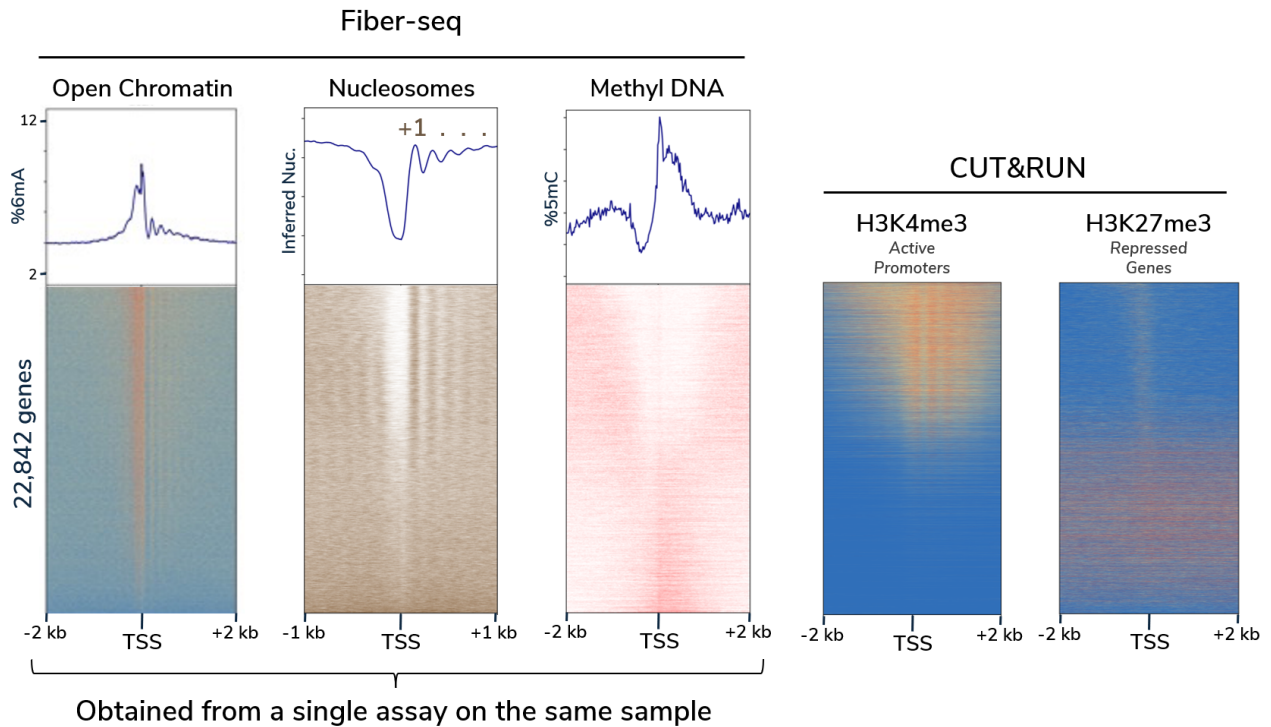 Fiber-seq
Open Chromatin
Nucleosomes
Methyl DNA
12
%6mA
2
Inferred Nuc.
+1 . . .
%5mC
CUT&RUN
H3K4me3
Active
Promoters
H3K27me3
Repressed
Genes
22,842 genes
-2 kb
TSS
+2 kb
-1 kb
TSS
+1 kb
-2 kb
TSS
+2 kb
-2 kb
TSS
+2 kb
-2 kb
TSS
+2 kb
Obtained from a single assay on the same sample